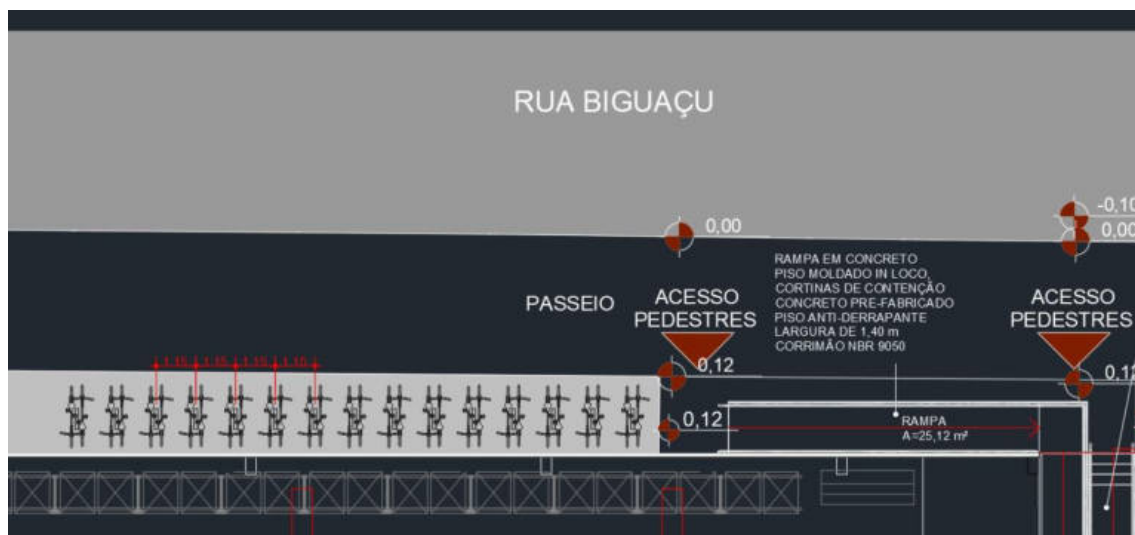 RUA BIGUAÇU
0,00
-0,10
0,00
RAMPA EM CONCRETO
PISO MOLDADO IN LOCO,
CORTINAS DE CONTENÇÃO
CONCRETO PRE-FABRICADO
PISO ANTI-DERRAPANTE
LARGURA DE 1,40 m
CORRIMÃO NBR 9050
PASSEIO
ACESSO
PEDESTRES
ACESSO
PEDESTRES
1,15 1,15 1,15 1,15
0,12
0,12
0,12
RAMPA
A=25,12 m²